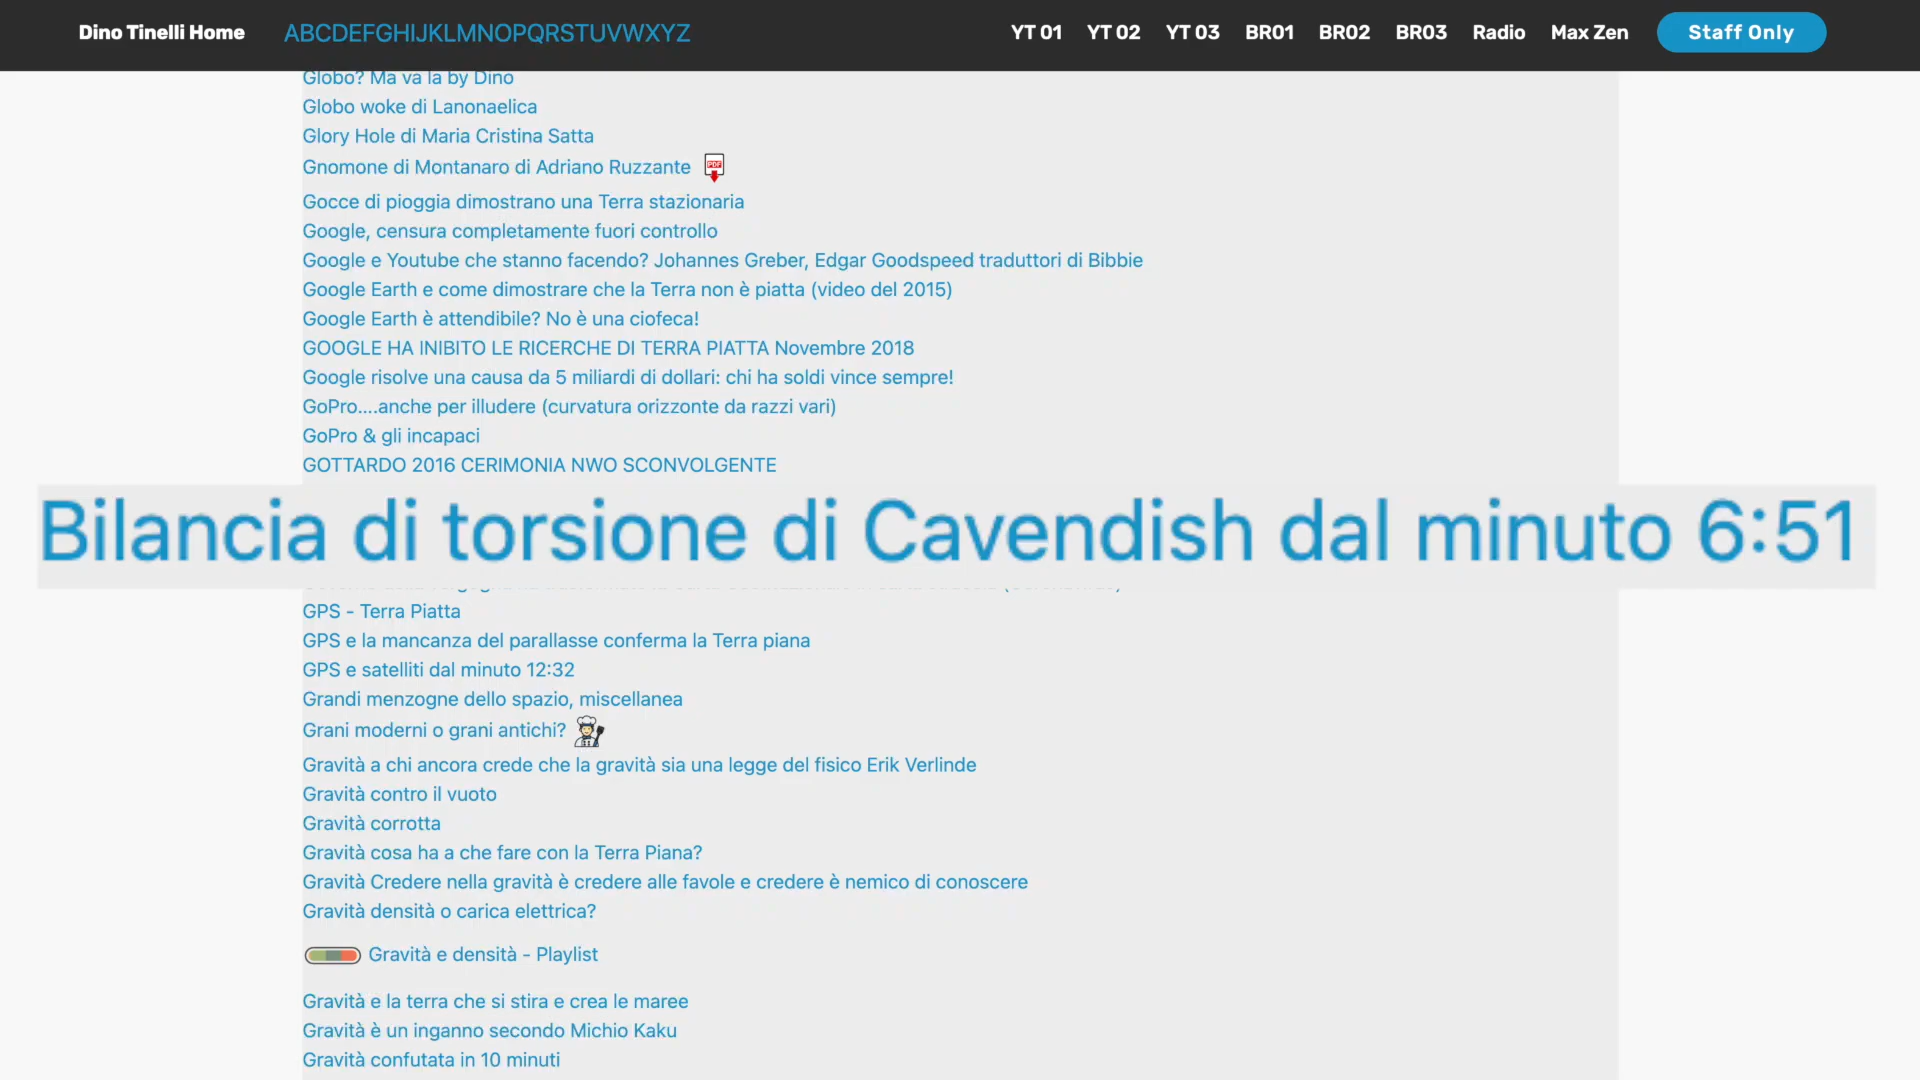 Dino Tinelli Home ABCDEFGHIJKLMNOPQRSTUVWXYZ YT 01 YT 02 YT 03 BR01 BR02 BR03 Radio Max Zen Staff Only
Globo? Ma va là by Dino
Globo woke di Lanonaelica
Glory Hole di Maria Cristina Satta
Gnomone di Montanaro di Adriano Ruzzante PDF
Gocce di pioggia dimostrano una Terra stazionaria
Google, censura completamente fuori controllo
Google e Youtube che stanno facendo? Johannes Greber, Edgar Goodspeed traduttori di Bibbie
Google Earth e come dimostrare che la Terra non è piatta (video del 2015)
Google Earth è attendibile? No è una ciofeca!
GOOGLE HA INIBITO LE RICERCHE DI TERRA PIATTA Novembre 2018
Google risolve una causa da 5 miliardi di dollari: chi ha soldi vince sempre!
GoPro....anche per illudere (curvatura orizzonte da razzi vari)
GoPro & gli incapaci
GOTTARDO 2016 CERIMONIA NWO SCONVOLGENTE
Bilancia di torsione di Cavendish dal minuto 6:51
GPS - Terra Piatta
GPS e la mancanza del parallasse conferma la Terra piana
GPS e satelliti dal minuto 12:32
Grandi menzogne dello spazio, miscellanea
Grani moderni o grani antichi?
Gravità a chi ancora crede che la gravità sia una legge del fisico Erik Verlinde
Gravità contro il vuoto
Gravità corrotta
Gravità cosa ha a che fare con la Terra Piana?
Gravità Credere nella gravità è credere alle favole e credere è nemico di conoscere
Gravità densità o carica elettrica?
Gravità e densità - Playlist
Gravità e la terra che si stira e crea le maree
Gravità è un inganno secondo Michio Kaku
Gravità confutata in 10 minuti